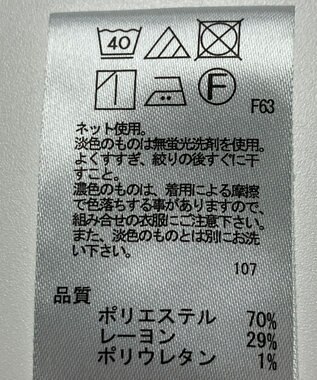 40
F
F63
ネット使用。
淡色のものは無蛍光洗剤を使用。
よくすすぎ、絞りの後すぐに干
すこと。
濃色のものは、着用による摩擦
で色落ちする事がありますので、
組み合せの衣服にご注意下さい。
また、淡色のものとは別にお洗
い下さい。
107
品質
ポリエステル 70%
レーヨン 29%
ポリウレタン 1%